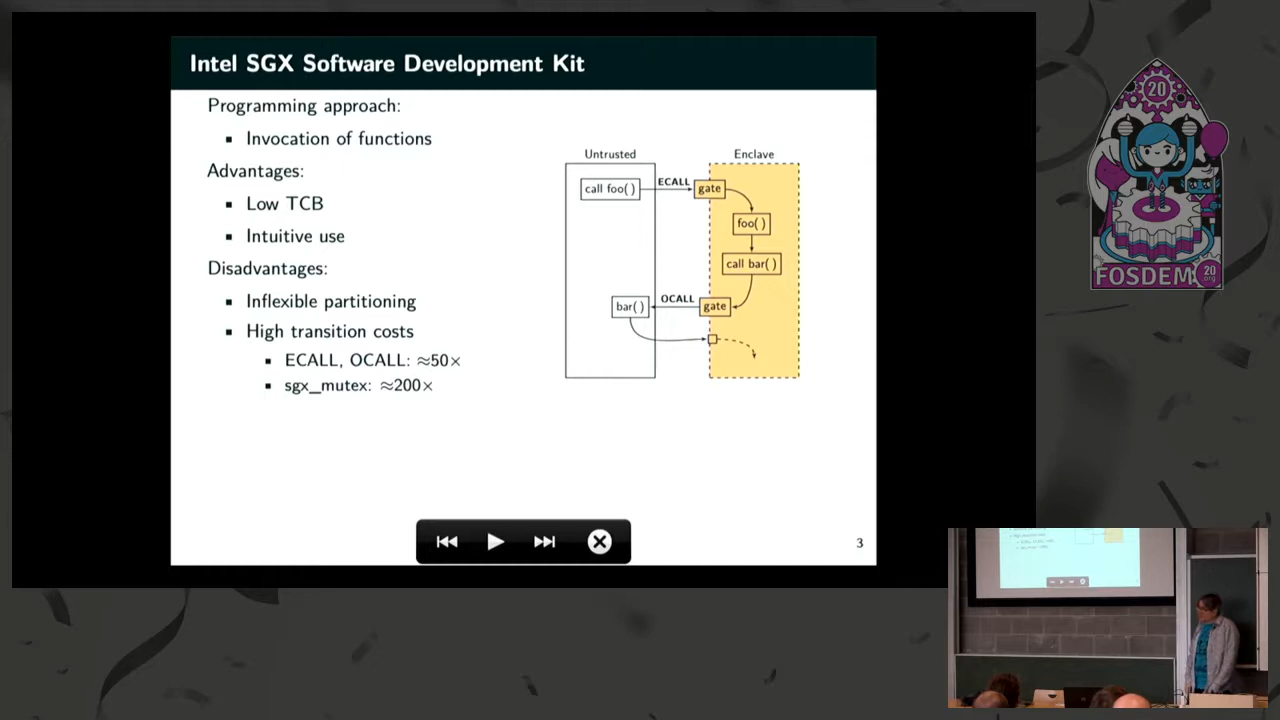 Intel SGX Software Development Kit
Programming approach:
▪ Invocation of functions
Advantages:
▪ Low TCB
▪ Intuitive use
Disadvantages:
▪ Inflexible partitioning
▪ High transition costs
▪ ECALL, OCALL: ≈50×
▪ sgx_mutex: ≈200×
Untrusted
Enclave
call foo( )
ECALL
gate
foo( )
call bar( )
bar( )
OCALL
gate
3
20
FOSDEM
20
.org